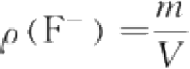 ρ(F⁻) = m/V